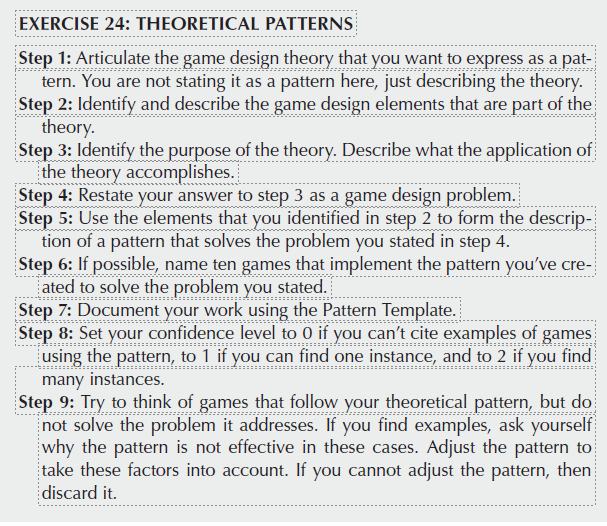 EXERCISE 24: THEORETICAL PATTERNS
Step 1: Articulate the game design theory that you want to express as a pat-
tern. You are not stating it as a pattern here, just describing the theory.
Step 2: Identify and describe the game design elements that are part of the
theory.
Step 3: Identify the purpose of the theory. Describe what the application of
the theory accomplishes.
Step 4: Restate your answer to step 3 as a game design problem.
Step 5: Use the elements that you identified in step 2 to form the descrip-
tion of a pattern that solves the problem you stated in step 4.
Step 6: If possible, name ten games that implement the pattern you’ve cre-
ated to solve the problem you stated.
Step 7: Document your work using the Pattern Template.
Step 8: Set your confidence level to 0 if you can’t cite examples of games
using the pattern, to 1 if you can find one instance, and to 2 if you find
many instances.
Step 9: Try to think of games that follow your theoretical pattern, but do
not solve the problem it addresses. If you find examples, ask yourself
why the pattern is not effective in these cases. Adjust the pattern to
take these factors into account. If you cannot adjust the pattern, then
discard it.